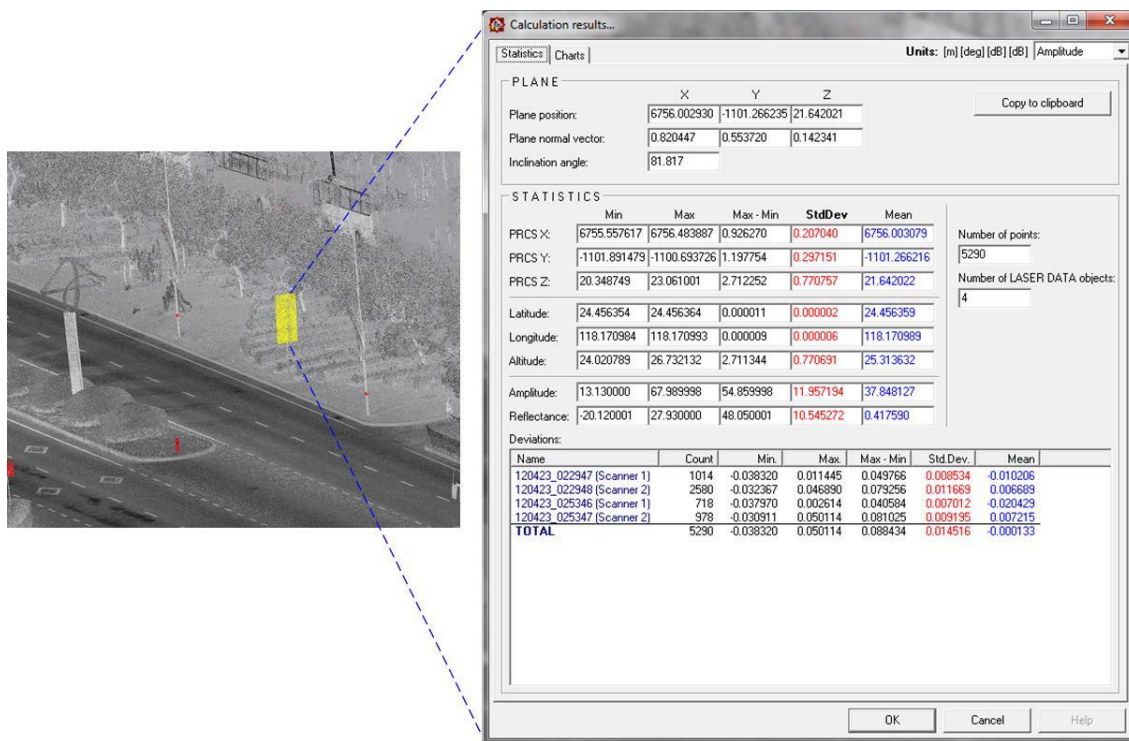 Calculation results...
Statistics Charts Units: [m] [deg] [dB] [dB] Amplitude
PLANE
X Y Z
Plane position: 6756.002930 -1101.266235 21.642021 Copy to clipboard
Plane normal vector: 0.820447 0.553720 0.142341
Inclination angle: 81.817
STATISTICS
Min Max Max - Min StdDev Mean
PRCS X: 6755.557617 6756.483887 0.926270 0.207040 6756.003079 Number of points:
PRCS Y: -1101.891479 -1100.693726 1.197754 0.297151 -1101.266216 5290
PRCS Z: 20.348749 23.061001 2.712252 0.770757 21.642022 Number of LASER DATA objects:
4
Latitude: 24.456354 24.456364 0.000011 0.000002 24.456359
Longitude: 118.170984 118.170993 0.000009 0.000006 118.170989
Altitude: 24.020789 26.732132 2.711344 0.770691 25.313632
Amplitude: 13.130000 67.989998 54.859998 11.957194 37.848127
Reflectance: -20.120001 27.930000 48.050001 10.545272 0.417590
Deviations:
Name Count Min. Max. Max - Min Std.Dev. Mean
120423_022947 (Scanner 1) 1014 -0.038320 0.011445 0.049766 0.008534 -0.010206
120423_022948 (Scanner 2) 2580 -0.032367 0.046890 0.079256 0.011669 0.006689
120423_025346 (Scanner 1) 718 -0.037970 0.002614 0.040584 0.007012 -0.020429
120423_025347 (Scanner 2) 978 -0.030911 0.050114 0.081025 0.009195 0.007215
TOTAL 5290 -0.038320 0.050114 0.088434 0.014516 -0.000133
OK Cancel Help